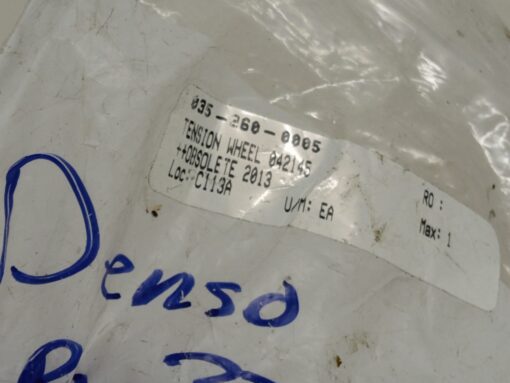 035-260-0005
TENSION WHEEL 042145
++OBSOLETE 2013
Loc: C113A
U/M: EA
RO :
Max: 1
Denso